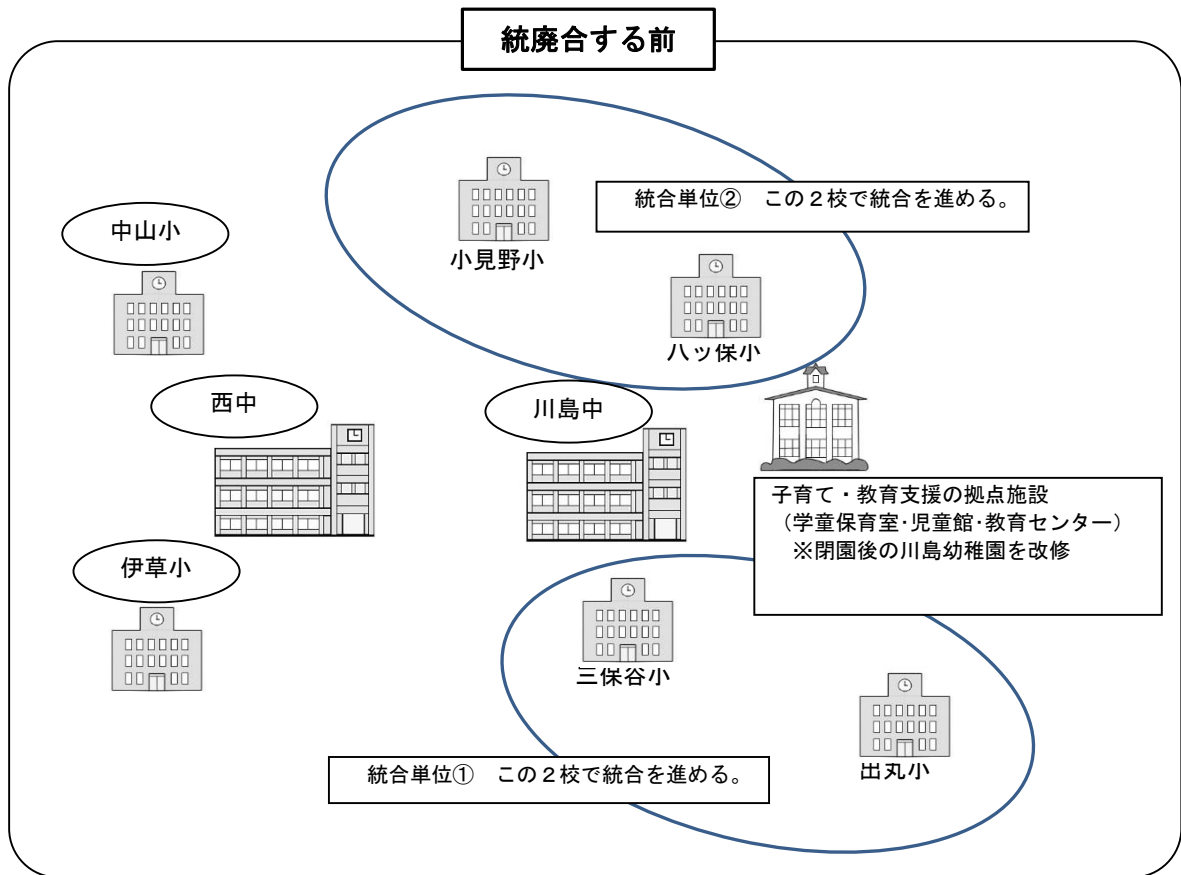 統廃合する前
統合単位② この2校で統合を進める。
中山小
小見野小
八ッ保小
西中
川島中
子育て・教育支援の拠点施設
（学童保育室･児童館･教育センター）
※閉園後の川島幼稚園を改修
伊草小
三保谷小
統合単位① この2校で統合を進める。
出丸小